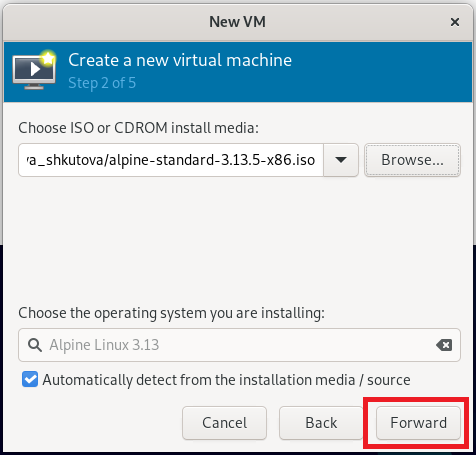 New VM
Create a new virtual machine
Step 2 of 5
Choose ISO or CDROM install media:
va_shkutova/alpine-standard-3.13.5-x86.iso
Browse...
Choose the operating system you are installing:
Alpine Linux 3.13
Automatically detect from the installation media / source
Cancel Back Forward